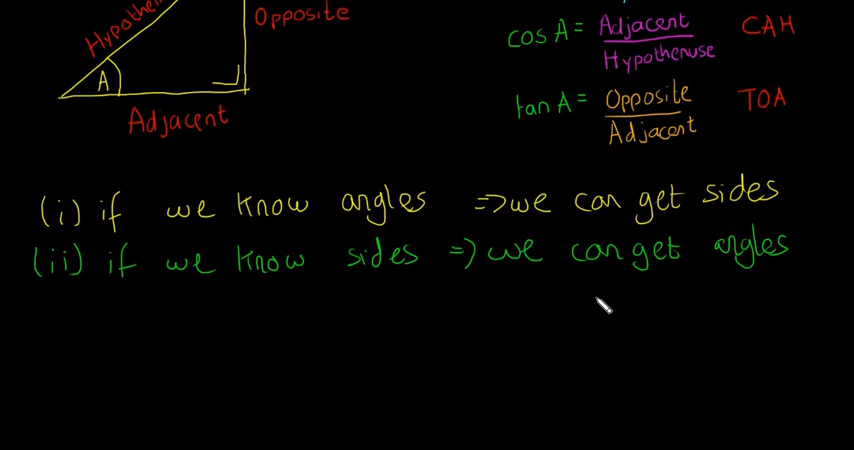 Hypothen
Opposite
A
Adjacent
cos A = Adjacent
Hypothenuse
CAH
tan A = Opposite
Adjacent
TOA
(i) if we know angles => we can get sides
(ii) if we know sides => we can get angles